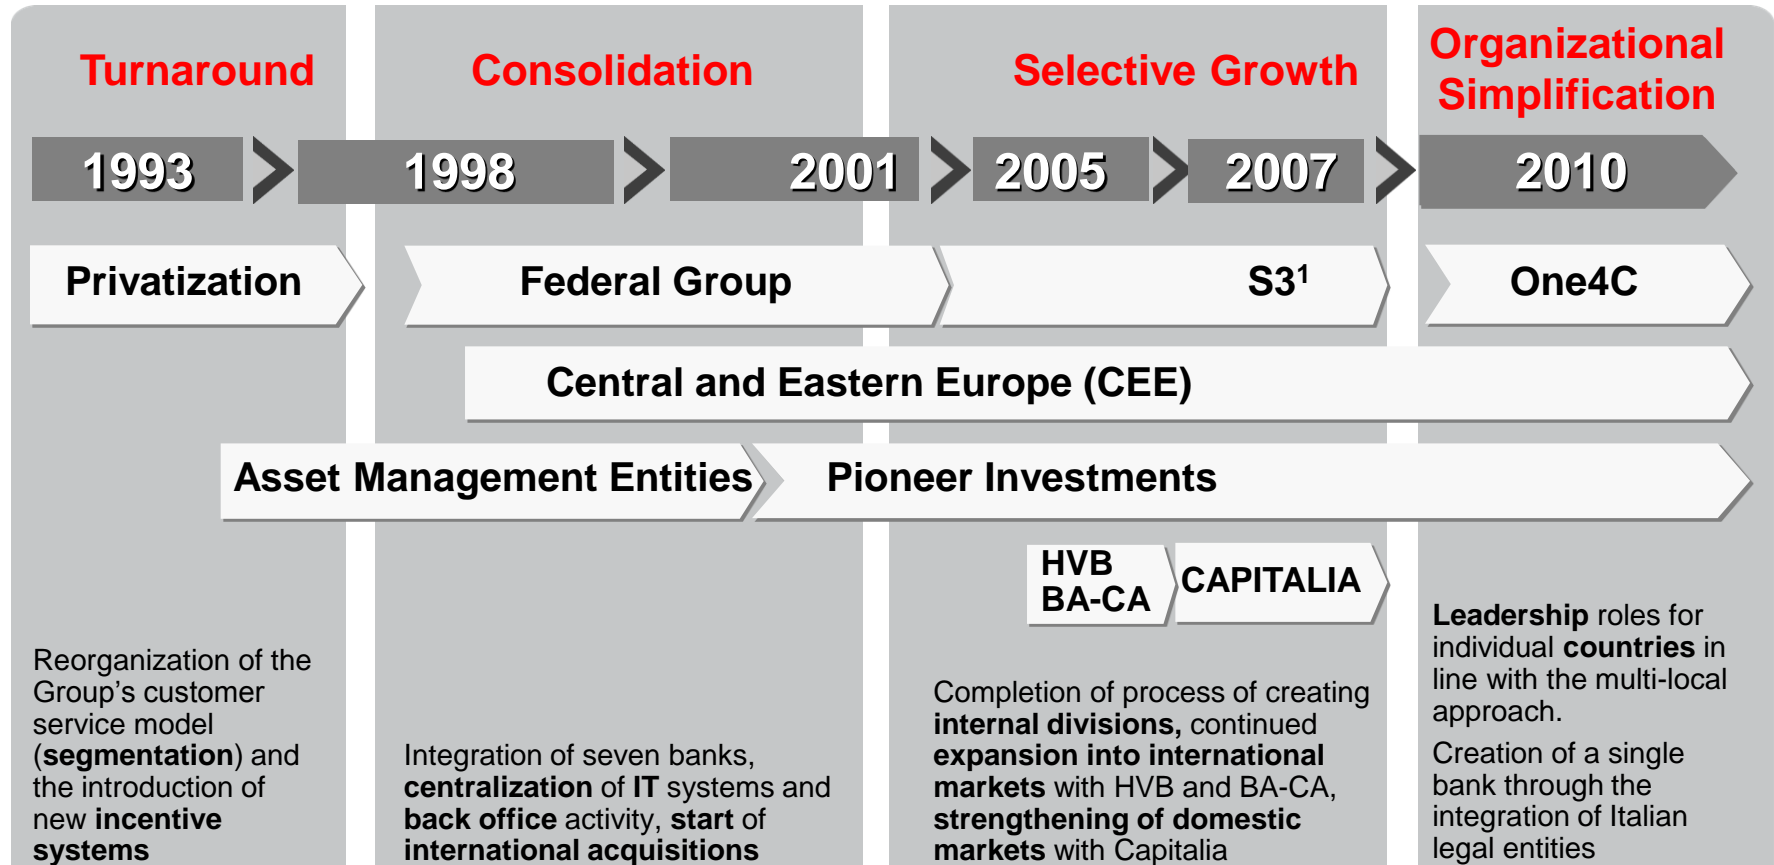 Turnaround
Consolidation
Selective Growth
Organizational
Simplification
1993
1998
2001
2005
2007
2010
Privatization
Federal Group
S3¹
One4C
Central and Eastern Europe (CEE)
Asset Management Entities
Pioneer Investments
HVB
BA-CA
CAPITALIA
Reorganization of the
Group's customer
service model
(segmentation) and
the introduction of
new incentive
systems
Integration of seven banks,
centralization of IT systems and
back office activity, start of
international acquisitions
Completion of process of creating
internal divisions, continued
expansion into international
markets with HVB and BA-CA,
strengthening of domestic
markets with Capitalia
Leadership roles for
individual countries in
line with the multi-local
approach.
Creation of a single
bank through the
integration of Italian
legal entities